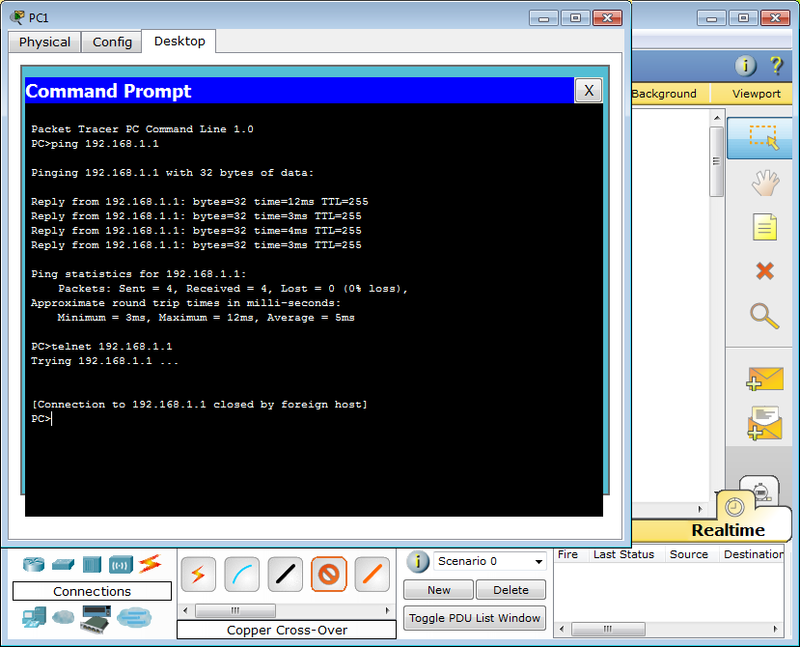 PC1
Physical Config Desktop
Command Prompt
X
Packet Tracer PC Command Line 1.0
PC>ping 192.168.1.1
Pinging 192.168.1.1 with 32 bytes of data:
Reply from 192.168.1.1: bytes=32 time=12ms TTL=255
Reply from 192.168.1.1: bytes=32 time=3ms TTL=255
Reply from 192.168.1.1: bytes=32 time=4ms TTL=255
Reply from 192.168.1.1: bytes=32 time=3ms TTL=255
Ping statistics for 192.168.1.1:
Packets: Sent = 4, Received = 4, Lost = 0 (0% loss),
Approximate round trip times in milli-seconds:
Minimum = 3ms, Maximum = 12ms, Average = 5ms
PC>telnet 192.168.1.1
Trying 192.168.1.1 ...
[Connection to 192.168.1.1 closed by foreign host]
PC>
Background Viewport
Realtime
Connections
Copper Cross-Over
Scenario 0
New Delete
Toggle PDU List Window
Fire Last Status Source Destination